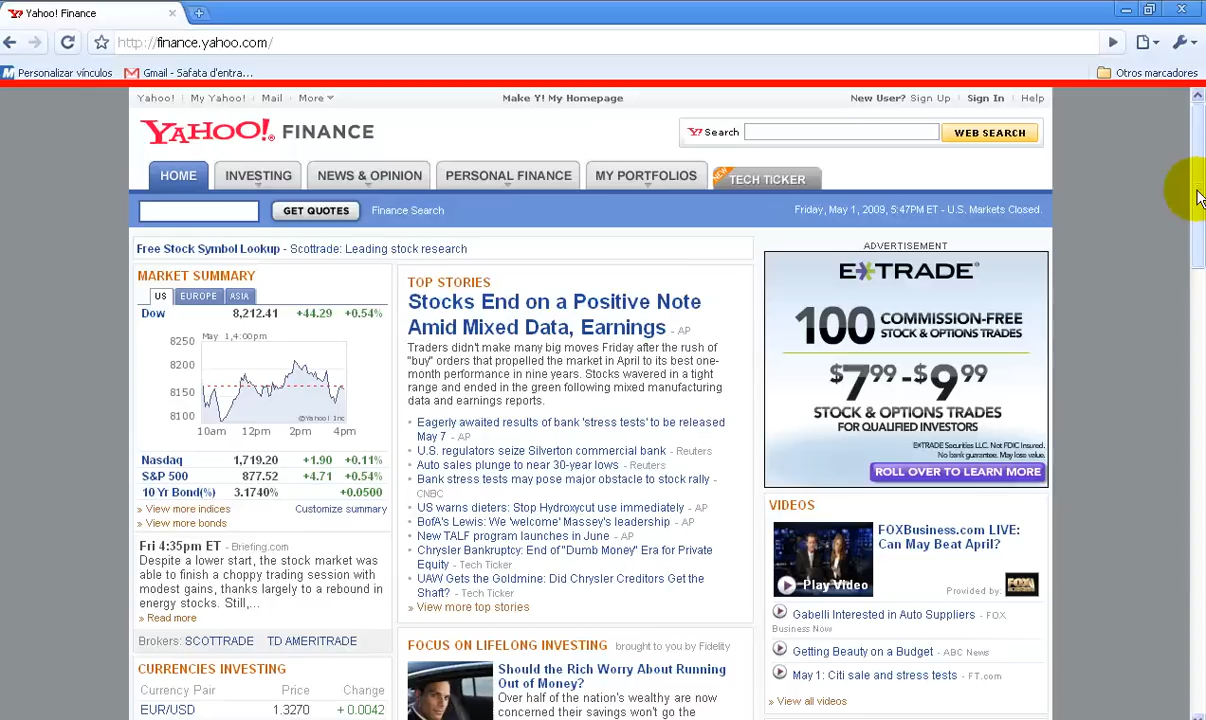 Yahoo! Finance
http://finance.yahoo.com/
Personalizar vínculos
Gmail - Safata d'entra...
Otros marcadores
Yahoo! My Yahoo! Mail More
Make Y! My Homepage
New User? Sign Up Sign In Help
YAHOO! FINANCE
Y! Search
WEB SEARCH
HOME
INVESTING
NEWS & OPINION
PERSONAL FINANCE
MY PORTFOLIOS
NEW
TECH TICKER
GET QUOTES
Finance Search
Friday, May 1, 2009, 5:47PM ET - U.S. Markets Closed.
Free Stock Symbol Lookup - Scottrade: Leading stock research
MARKET SUMMARY
US EUROPE ASIA
Dow 8,212.41 +44.29 +0.54%
May 1,4:00pm
8250
8200
8150
8100
@Yahoo! Inc
10am 12pm 2pm 4pm
Nasdaq 1,719.20 +1.90 +0.11%
S&P 500 877.52 +4.71 +0.54%
10 Yr Bond(%) 3.1740% +0.0500
» View more indices
Customize summary
» View more bonds
Fri 4:35pm ET - Briefing.com
Despite a lower start, the stock market was
able to finish a choppy trading session with
modest gains, thanks largely to a rebound in
energy stocks. Still,...
» Read more
Brokers: SCOTTRADE TD AMERITRADE
CURRENCIES INVESTING
Currency Pair Price Change
EUR/USD 1.3270 + 0.0042
TOP STORIES
Stocks End on a Positive Note
Amid Mixed Data, Earnings - AP
Traders didn't make many big moves Friday after the rush of
"buy" orders that propelled the market in April to its best one-
month performance in nine years. Stocks wavered in a tight
range and ended in the green following mixed manufacturing
data and earnings reports.
Eagerly awaited results of bank 'stress tests' to be released
May 7 - AP
U.S. regulators seize Silverton commercial bank - Reuters
Auto sales plunge to near 30-year lows - Reuters
Bank stress tests may pose major obstacle to stock rally -
CNBC
US warns dieters: Stop Hydroxycut use immediately - AP
BofA's Lewis: We 'welcome' Massey's leadership - AP
New TALF program launches in June - AP
Chrysler Bankruptcy: End of "Dumb Money" Era for Private
Equity - Tech Ticker
UAW Gets the Goldmine: Did Chrysler Creditors Get the
Shaft? - Tech Ticker
» View more top stories
FOCUS ON LIFELONG INVESTING brought to you by Fidelity
Should the Rich Worry About Running
Out of Money?
Over half of the nation's wealthy are now
concerned their savings won't go the
ADVERTISEMENT
E*TRADE
100 COMMISSION-FREE
STOCK & OPTIONS TRADES
$7.99 - $9.99
STOCK & OPTIONS TRADES
FOR QUALIFIED INVESTORS
E*TRADE Securities LLC. Not FDIC Insured.
No bank guarantee. May lose value.
ROLL OVER TO LEARN MORE
VIDEOS
Play Video
FOXBusiness.com LIVE:
Can May Beat April?
Provided by:
FOX
Gabelli Interested in Auto Suppliers - FOX
Business Now
Getting Beauty on a Budget - ABC News
May 1: Citi sale and stress tests - FT.com
» View all videos